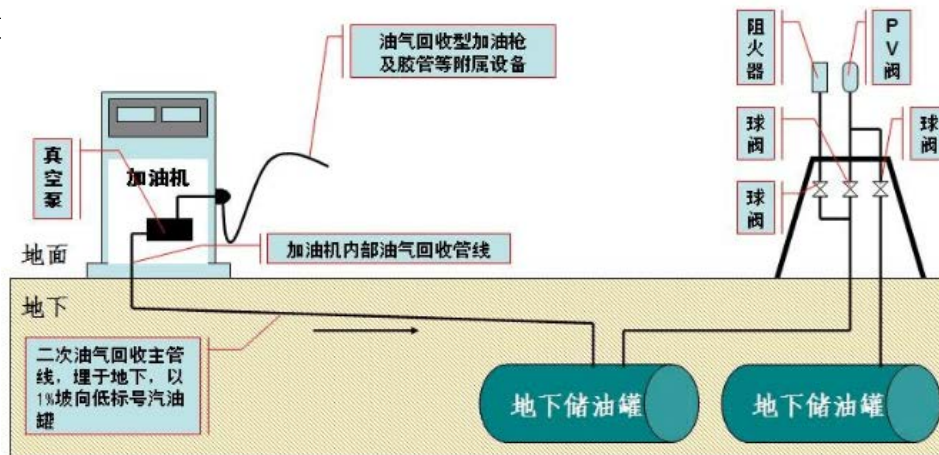 油气回收型加油枪
及胶管等附属设备
阻火器
PV阀
球阀
球阀
球阀
真空泵
加油机
加油机内部油气回收管线
地面
地下
二次油气回收主管
线，埋于地下，以
1%坡向低标号汽油
罐
地下储油罐
地下储油罐